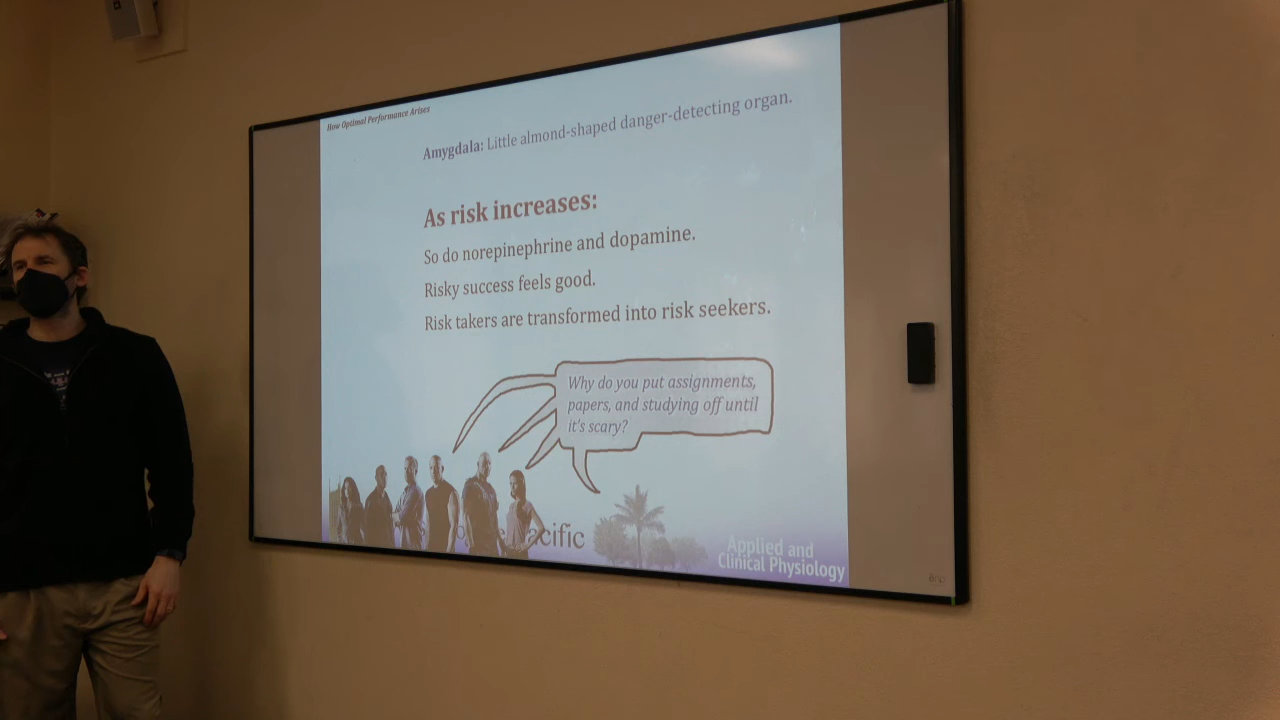 How Optimal Performance Arises
Amygdala: Little almond-shaped danger-detecting organ.
As risk increases:
So do norepinephrine and dopamine.
Risky success feels good.
Risk takers are transformed into risk seekers.
Why do you put assignments,
papers, and studying off until
it's scary?
acific
Applied and
Clinical Physiology